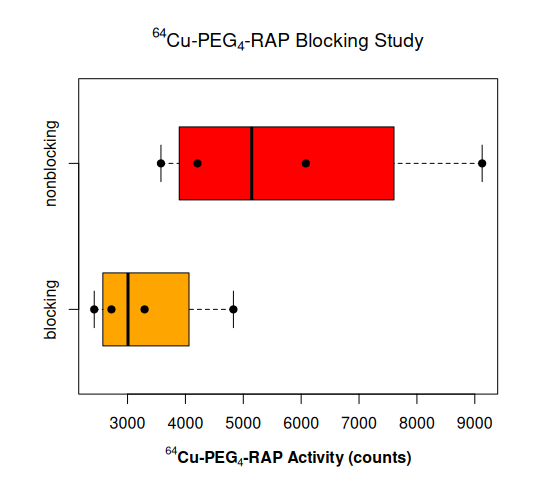 ⁶⁴Cu-PEG₄-RAP Blocking Study
nonblocking
blocking
3000 4000 5000 6000 7000 8000 9000
⁶⁴Cu-PEG₄-RAP Activity (counts)